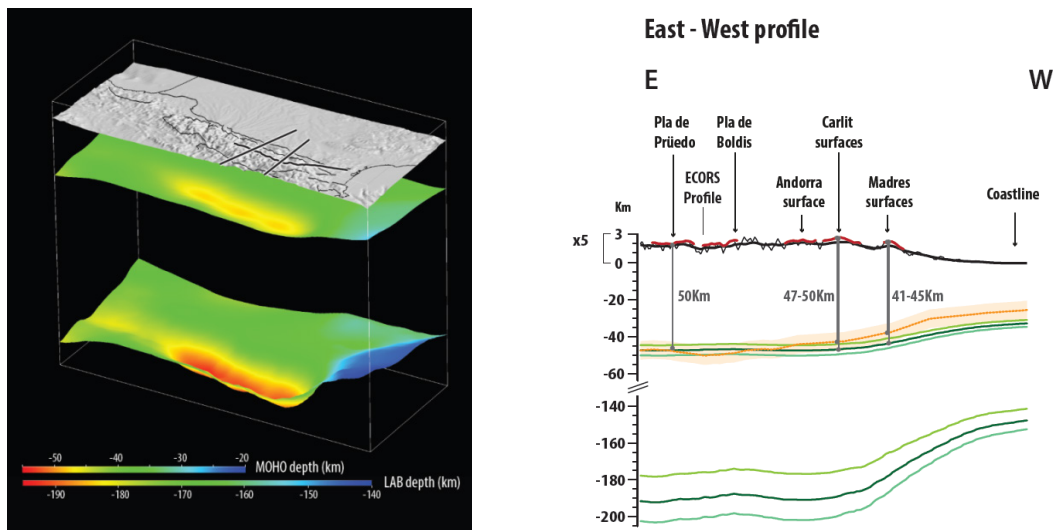 -50 -40 -30 -20
MOHO depth (km)
LAB depth (km)
-190 -180 -170 -160 -150 -140
East - West profile
E W
Pla de
Prüedo
Pla de
Boldis
Carlit
surfaces
ECORS
Profile
Andorra
surface
Madres
surfaces
Coastline
Km
x5
3
0
50Km
47-50Km
41-45Km
-20
-40
-60
-140
-160
-180
-200